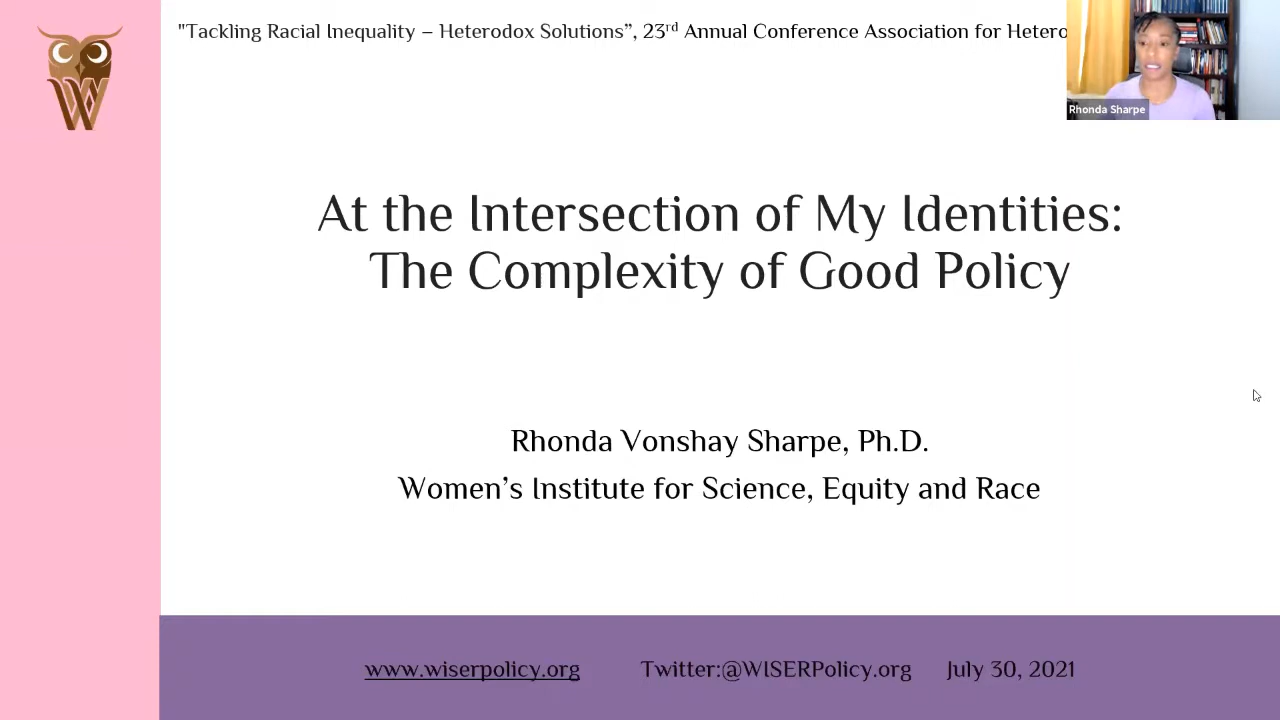 "Tackling Racial Inequality – Heterodox Solutions”, 23rd Annual Conference Association for Hetero
Rhonda Sharpe
W
At the Intersection of My Identities:
The Complexity of Good Policy
Rhonda Vonshay Sharpe, Ph.D.
Women’s Institute for Science, Equity and Race
www.wiserpolicy.org Twitter:@WISERPolicy.org July 30, 2021